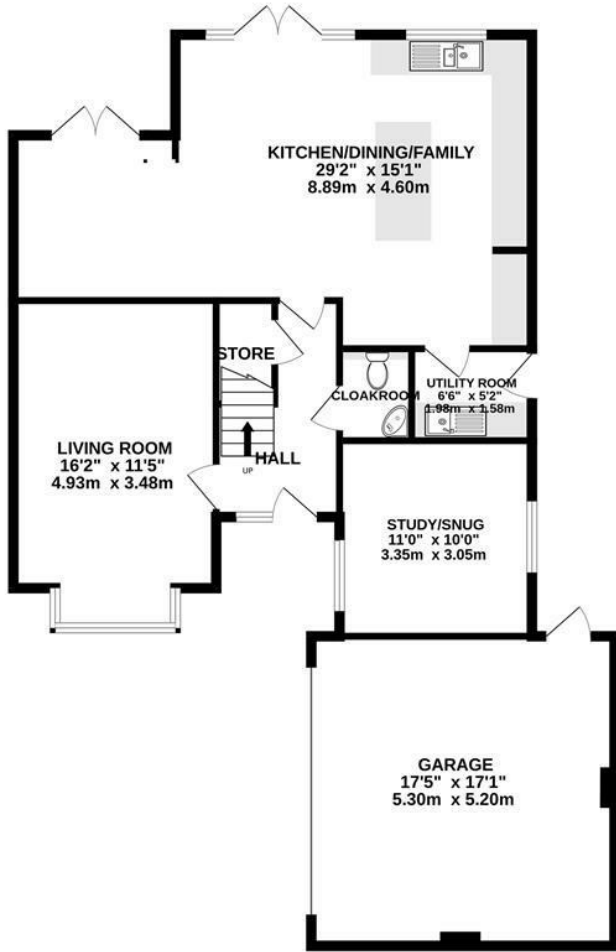 KITCHEN/DINING/FAMILY
29'2" x 15'1"
8.89m x 4.60m
STORE
CLOAKROOM
UTILITY ROOM
6'6" x 5'2"
1.98m x 1.58m
LIVING ROOM
16'2" x 11'5"
4.93m x 3.48m
HALL
UP
STUDY/SNUG
11'0" x 10'0"
3.35m x 3.05m
GARAGE
17'5" x 17'1"
5.30m x 5.20m